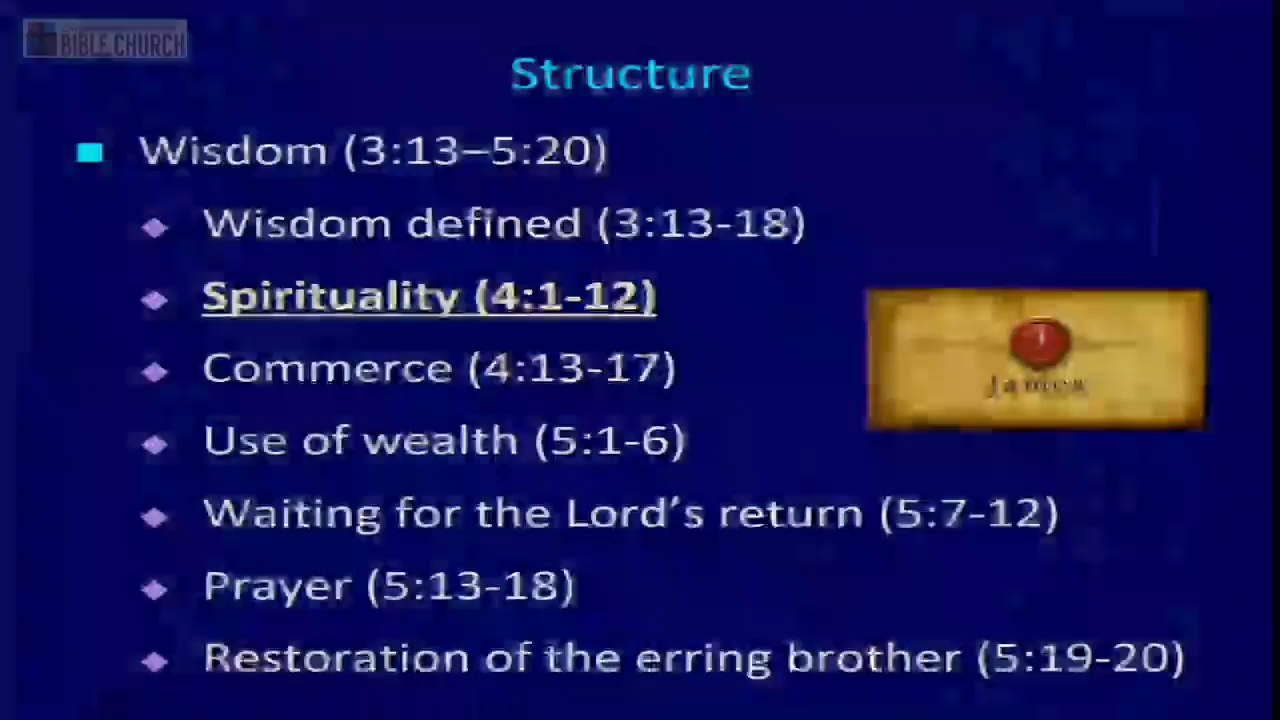 BIBLE CHURCH
Structure
Wisdom (3:13–5:20)
Wisdom defined (3:13-18)
Spirituality (4:1-12)
Commerce (4:13-17)
Use of wealth (5:1-6)
James
Waiting for the Lord's return (5:7-12)
Prayer (5:13-18)
Restoration of the erring brother (5:19-20)